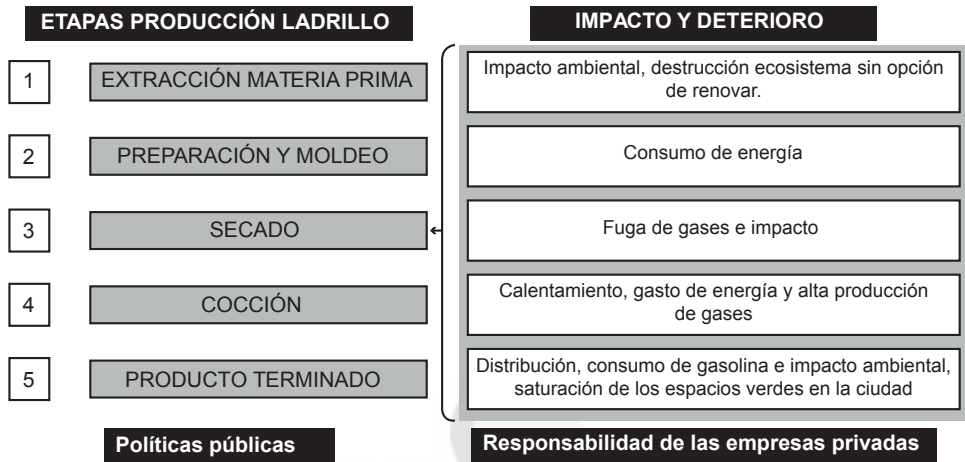 ETAPAS PRODUCCIÓN LADRILLO
IMPACTO Y DETERIORO
1
EXTRACCIÓN MATERIA PRIMA
Impacto ambiental, destrucción ecosistema sin opción
de renovar.
2
PREPARACIÓN Y MOLDEO
Consumo de energía
3
SECADO
Fuga de gases e impacto
4
COCCIÓN
Calentamiento, gasto de energía y alta producción
de gases
5
PRODUCTO TERMINADO
Distribución, consumo de gasolina e impacto ambiental,
saturación de los espacios verdes en la ciudad
Políticas públicas
Responsabilidad de las empresas privadas